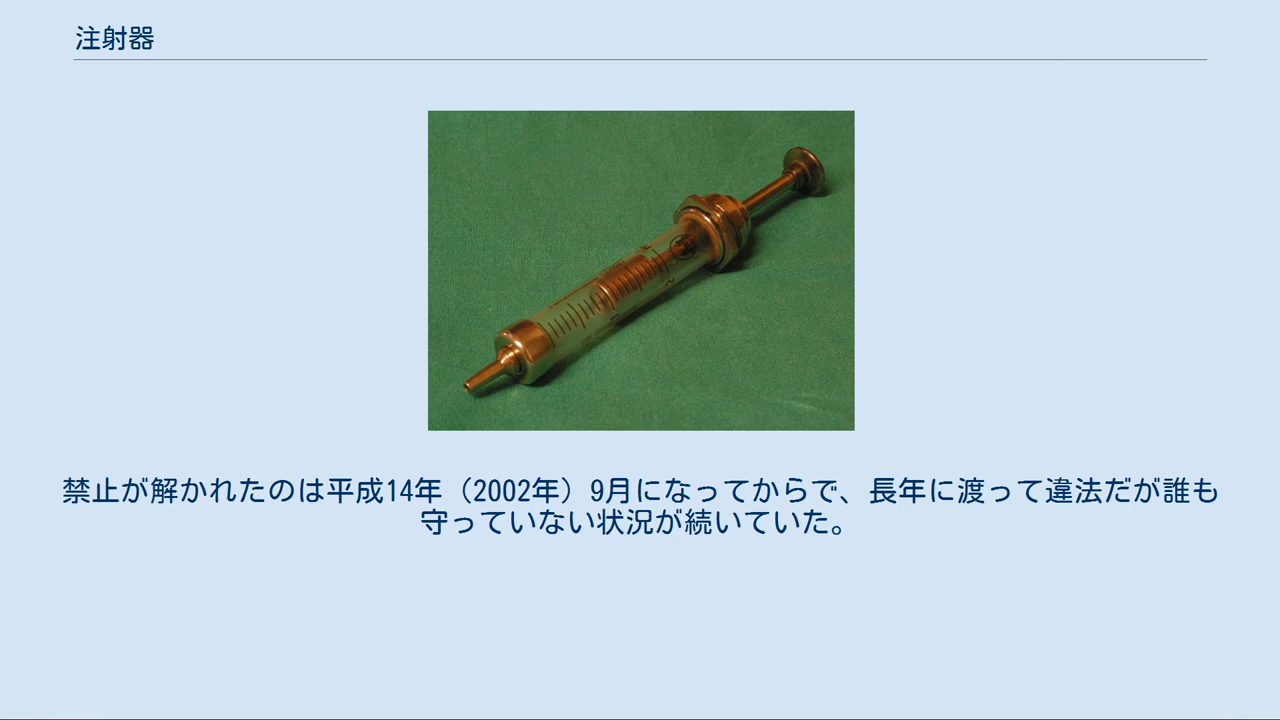 注射器
禁止が解かれたのは平成14年（2002年）9月になってからで、長年に渡って違法だが誰も
守っていない状況が続いていた。